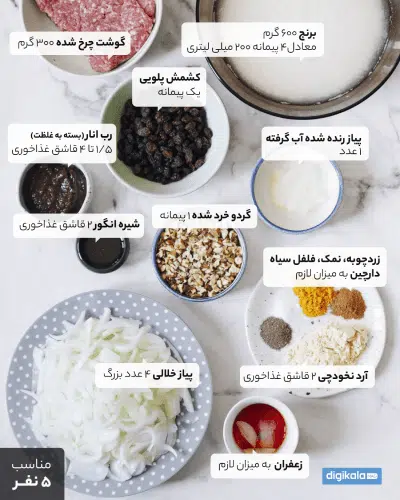 برنج ۶۰۰ گرم
معادل ۴ پیمانه ۲۰۰ میلی لیتری
گوشت چرخ شده ۳۰۰ گرم
کشمش پلویی
یک پیمانه
پیاز رنده شده آب گرفته
۱ عدد
رب انار (بسته به غلظت)
۱/۵ تا ۴ قاشق غذاخوری
گردو خرد شده ۱ پیمانه
شیره انگور ۲ قاشق غذاخوری
زردچوبه، نمک، فلفل سیاه
دارچین به میزان لازم
پیاز خلالی ۴ عدد بزرگ
آرد نخودچی ۲ قاشق غذاخوری
زعفران به میزان لازم
مناسب
۵ نفر
digikala